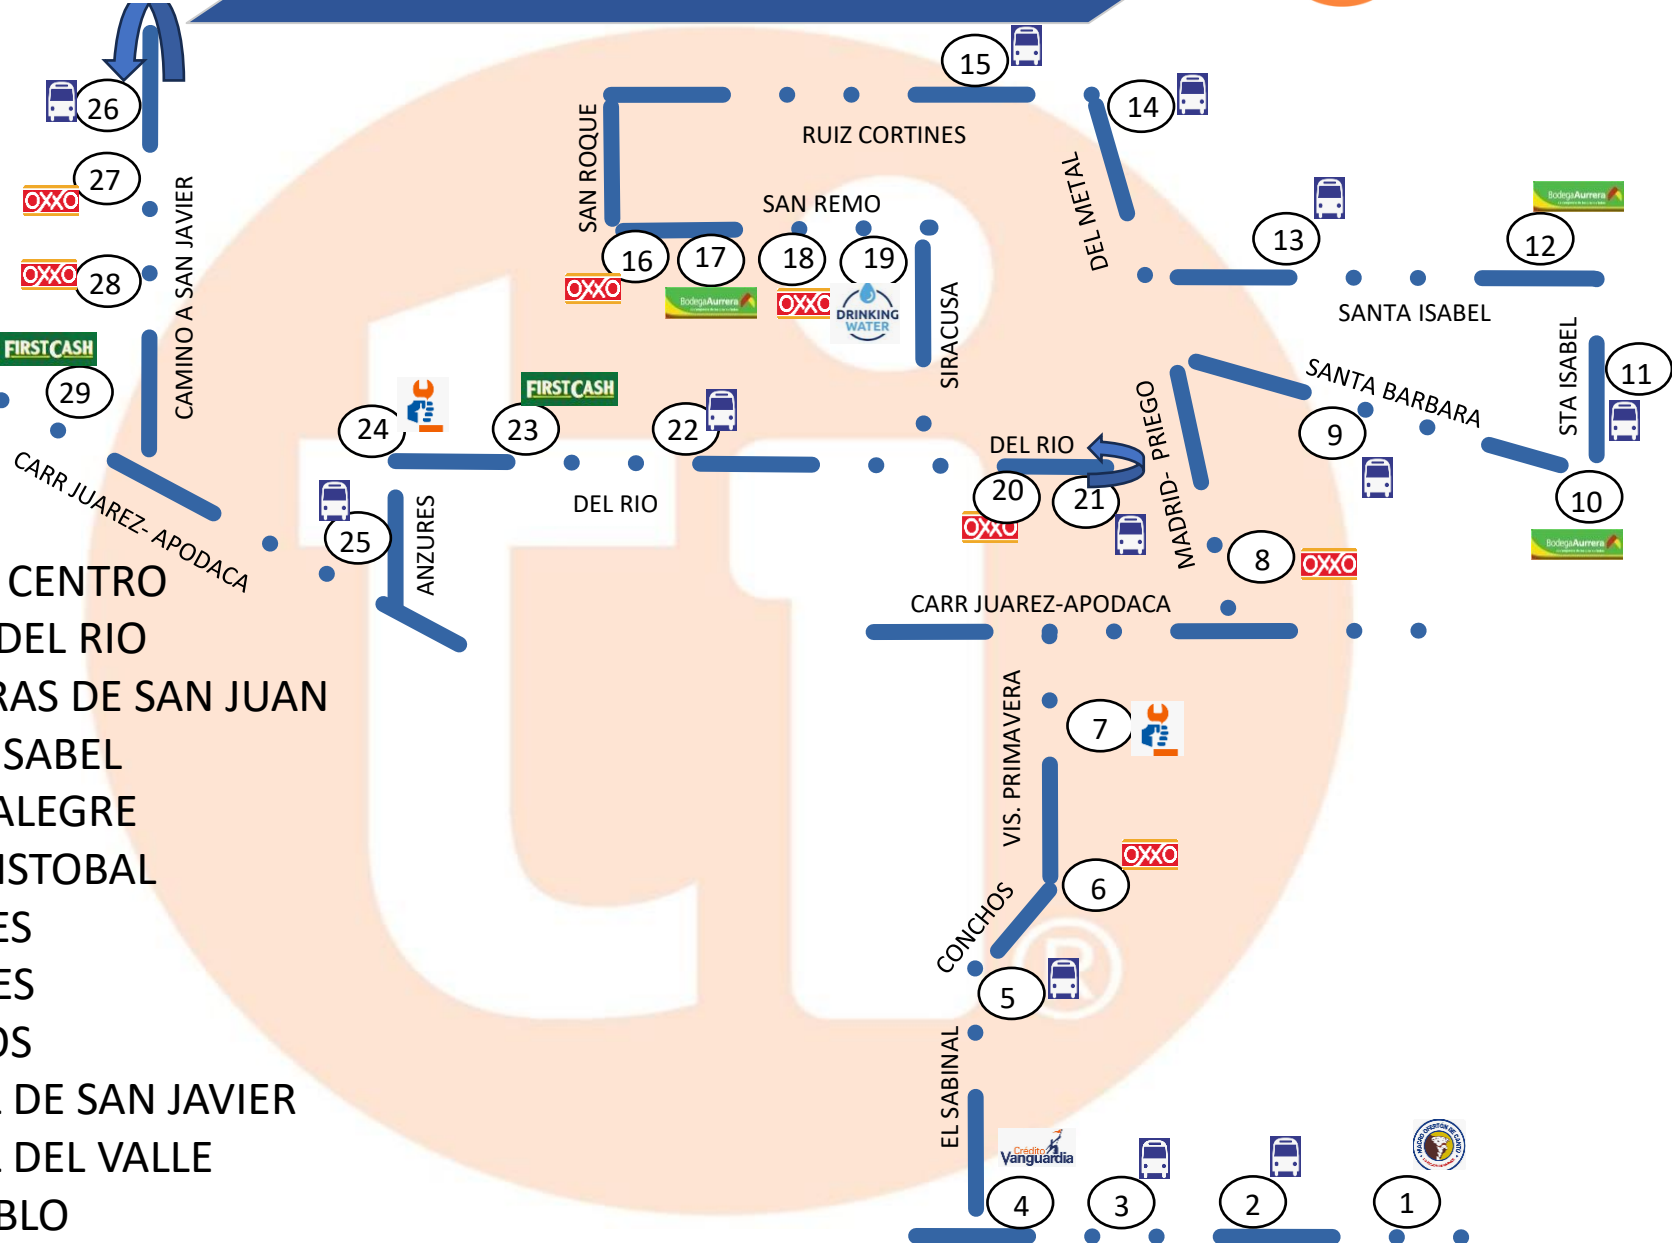 15
14
26
RUIZ CORTINES
SAN ROQUE
27
OXXO
CAMINO A SAN JAVIER
DEL METAL
BodegaAurrera
SAN REMO
13
12
16
17
18
19
OXXO
28
OXXO
BodegaAurrera
OXXO
DRINKING
WATER
SANTA ISABEL
SIRACUSA
STA ISABEL
FIRSTCASH
29
FIRSTCASH
SANTA BARBARA
11
24
23
22
DEL RIO
MADRID- PRIEGO
9
20
21
10
CARR JUAREZ- APODACA
DEL RIO
OXXO
25
ANZURES
8
OXXO
BodegaAurrera
CENTRO
CARR JUAREZ-APODACA
DEL RIO
RAS DE SAN JUAN
VIS. PRIMAVERA
7
SABEL
ALEGRE
OXXO
ISTOBAL
6
ES
CONCHOS
ES
5
®
OS
EL SABINAL
L DE SAN JAVIER
L DEL VALLE
Crédito
Vanguardia
BLO
4
3
2
1